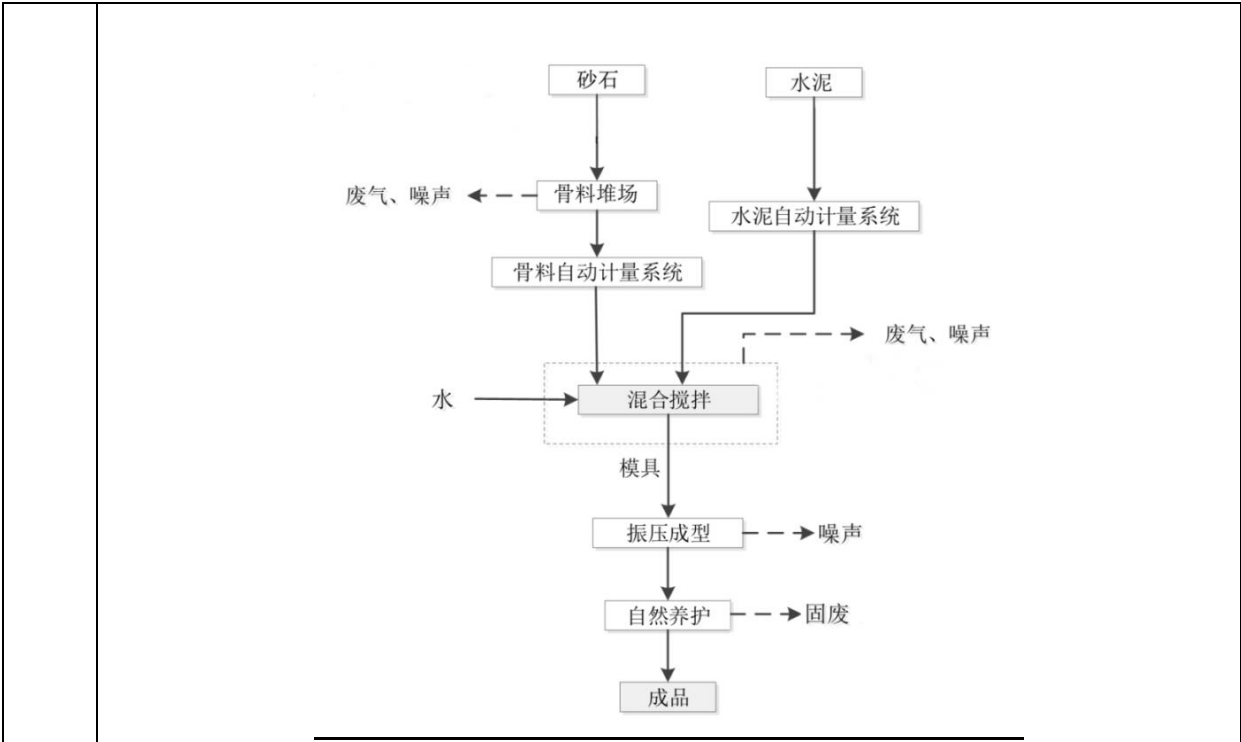 砂石
水泥
废气、噪声
骨料堆场
水泥自动计量系统
骨料自动计量系统
废气、噪声
水
混合搅拌
模具
振压成型
噪声
自然养护
固废
成品